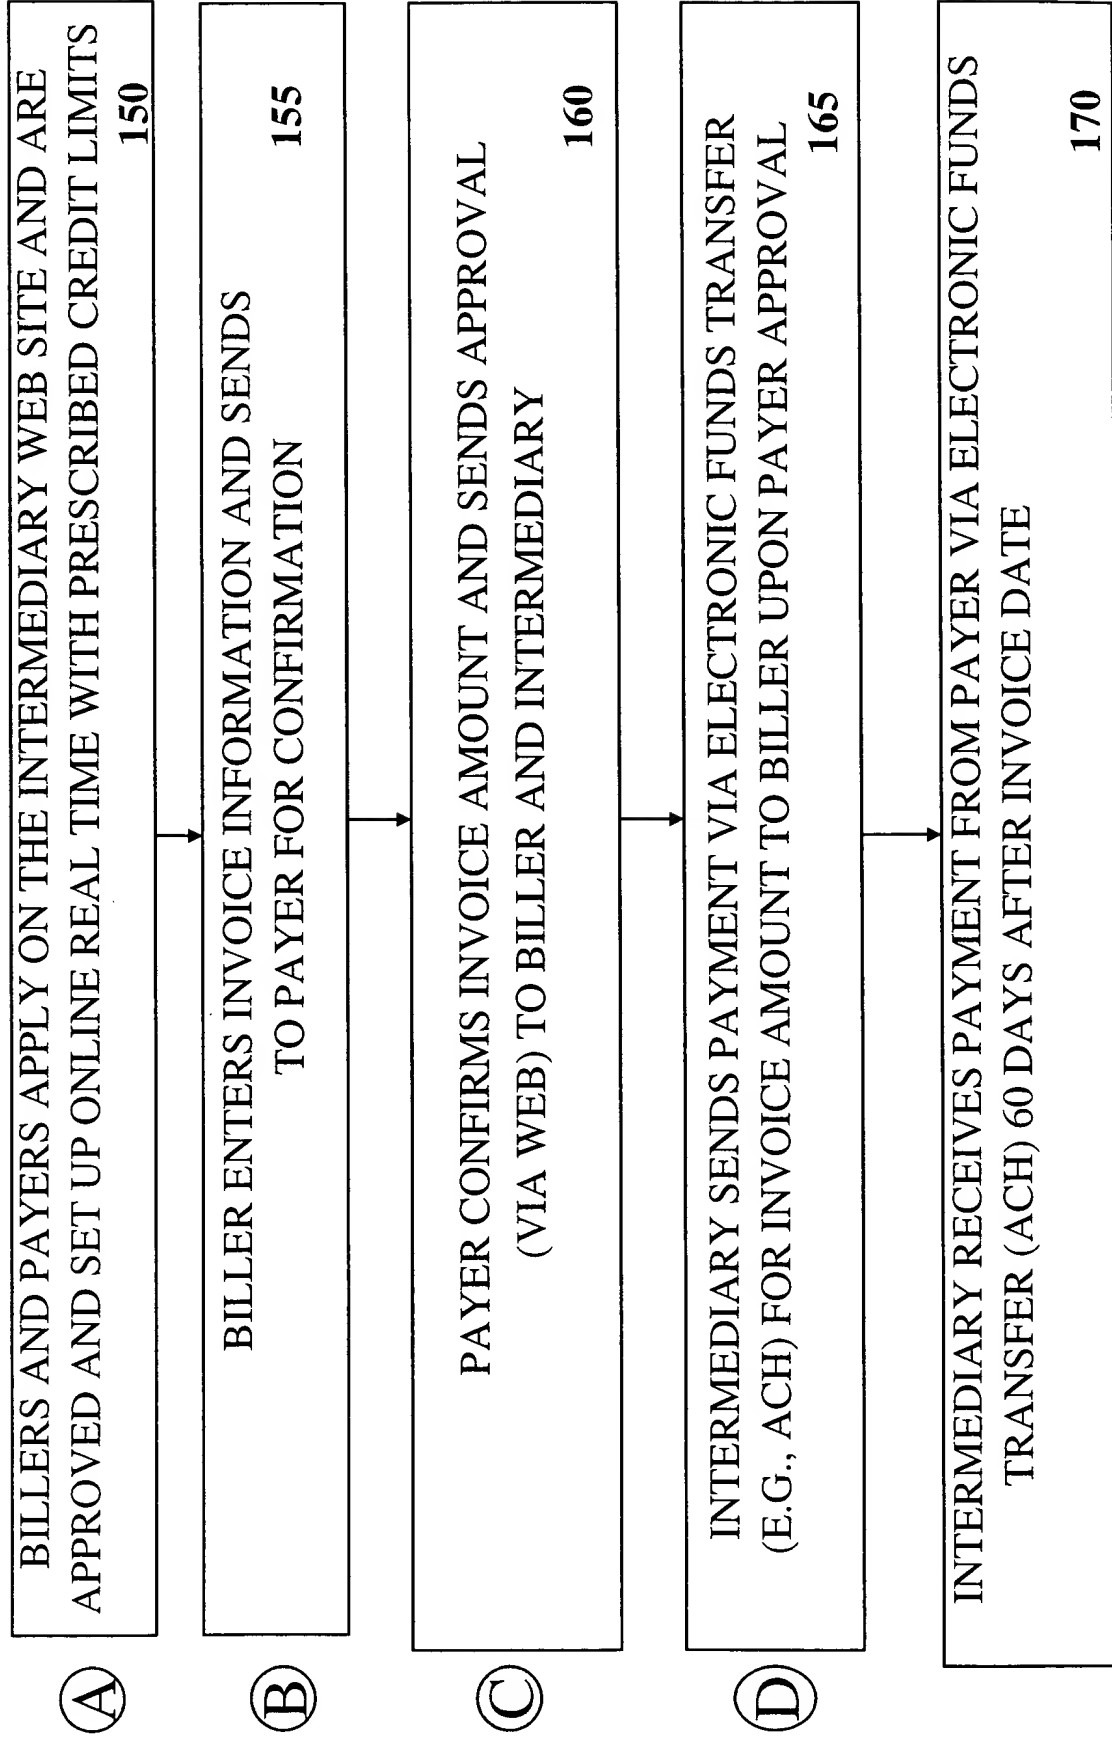 BILLERS AND PAYERS APPLY ON THE INTERMEDIARY WEB SITE AND ARE
APPROVED AND SET UP ONLINE REAL TIME WITH PRESCRIBED CREDIT LIMITS
150
A
BILLER ENTERS INVOICE INFORMATION AND SENDS
TO PAYER FOR CONFIRMATION
155
B
PAYER CONFIRMS INVOICE AMOUNT AND SENDS APPROVAL
(VIA WEB) TO BILLER AND INTERMEDIARY
160
C
INTERMEDIARY SENDS PAYMENT VIA ELECTRONIC FUNDS TRANSFER
(E.G., ACH) FOR INVOICE AMOUNT TO BILLER UPON PAYER APPROVAL
165
D
INTERMEDIARY RECEIVES PAYMENT FROM PAYER VIA ELECTRONIC FUNDS
TRANSFER (ACH) 60 DAYS AFTER INVOICE DATE
170